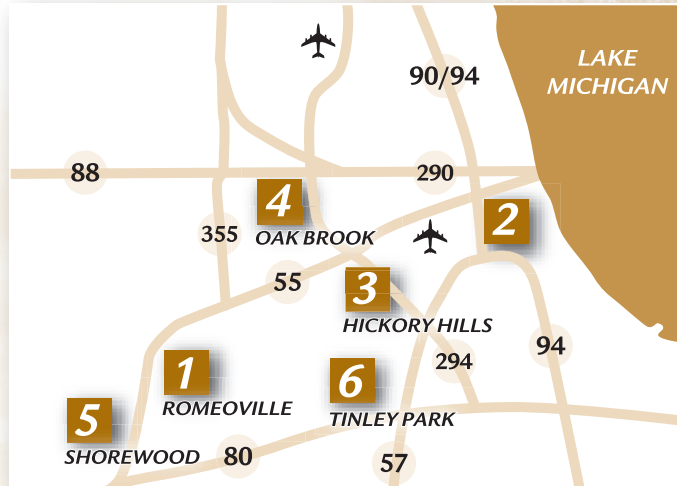 LAKE
MICHIGAN
90/94
88
290
4
OAK BROOK
2
355
55
3
HICKORY HILLS
94
294
1
ROMEOVILLE
6
TINLEY PARK
5
SHOREWOOD
80
57